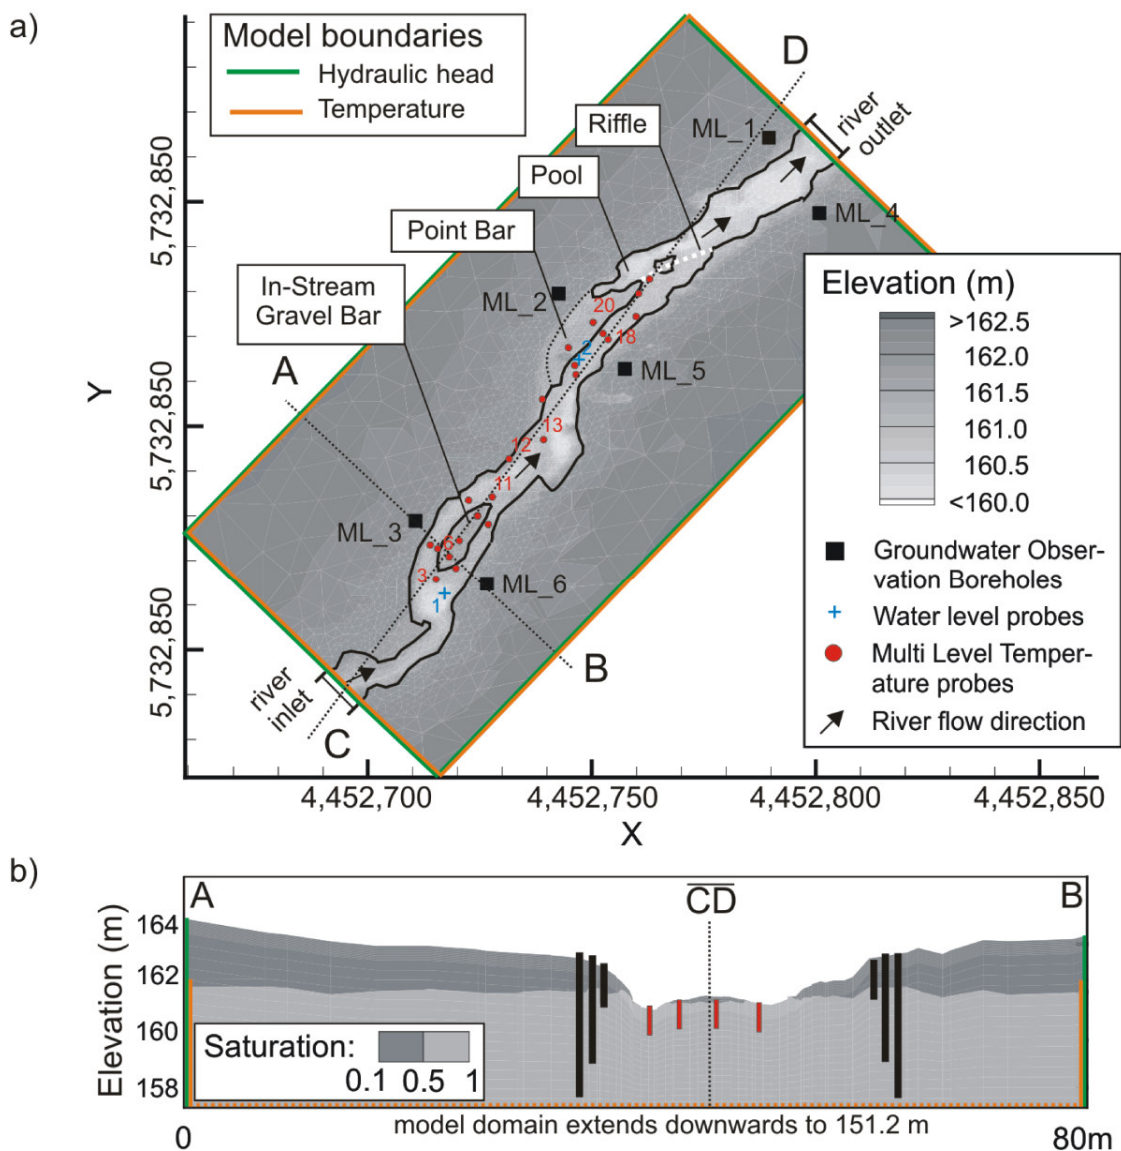 a)
Model boundaries
Hydraulic head
Temperature
D
Riffle
ML_1
river
outlet
Pool
Point Bar
ML_4
In-Stream
Gravel Bar
ML_2
20
2
18
ML_5
A
13
12
11
ML_3
6
3
1
ML_6
B
river
inlet
C
Elevation (m)
>162.5
162.0
161.5
161.0
160.5
<160.0
Groundwater Obser-
vation Boreholes
Water level probes
Multi Level Temper-
ature probes
River flow direction
Y
5,732,850
5,732,850
5,732,850
4,452,700
4,452,750
4,452,800
4,452,850
X
b)
A
CD
B
Elevation (m)
164
162
160
158
Saturation:
0.1
0.5
1
model domain extends downwards to 151.2 m
0
80m